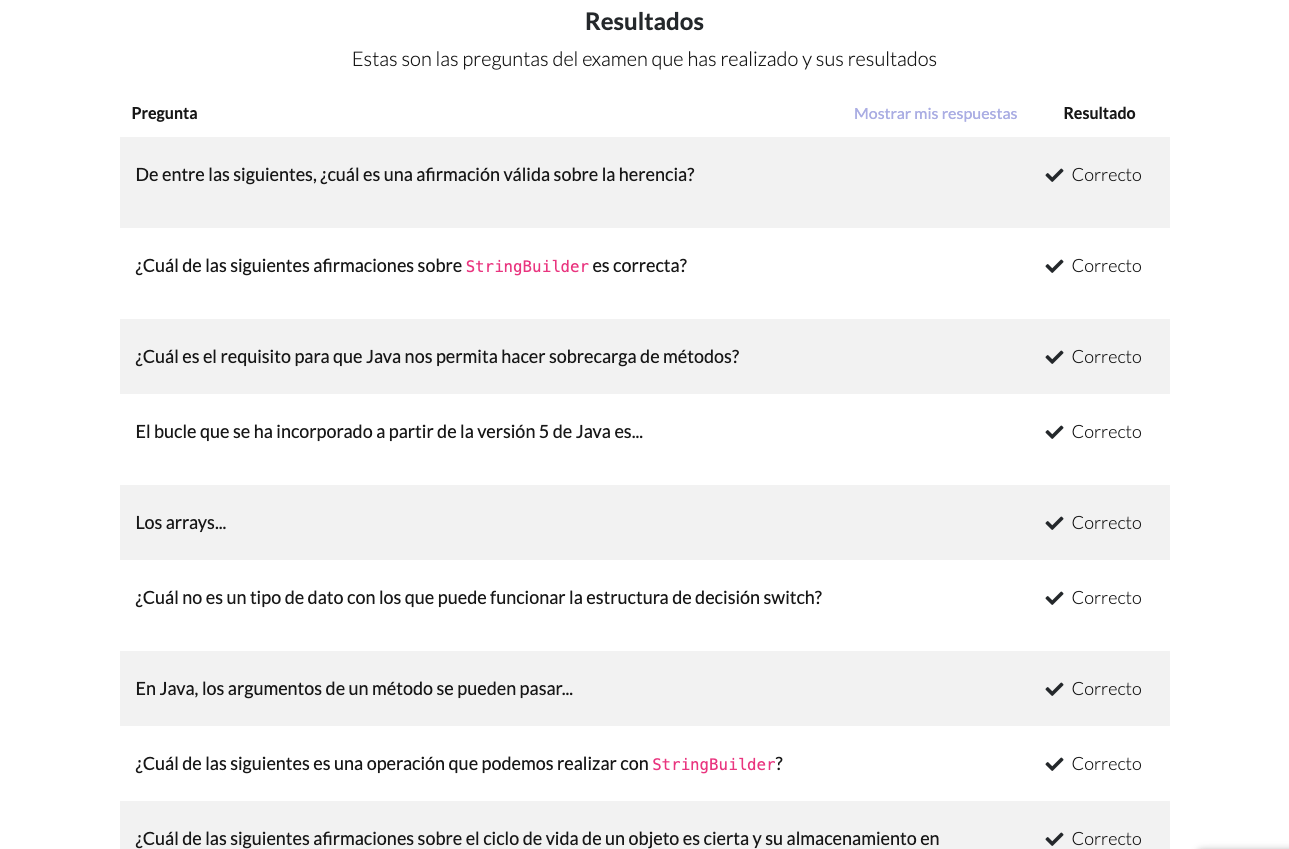 Resultados
Estas son las preguntas del examen que has realizado y sus resultados
Pregunta Mostrar mis respuestas Resultado
De entre las siguientes, ¿cuál es una afirmación válida sobre la herencia? Correcto
¿Cuál de las siguientes afirmaciones sobre StringBuilder es correcta? Correcto
¿Cuál es el requisito para que Java nos permita hacer sobrecarga de métodos? Correcto
El bucle que se ha incorporado a partir de la versión 5 de Java es... Correcto
Los arrays... Correcto
¿Cuál no es un tipo de dato con los que puede funcionar la estructura de decisión switch? Correcto
En Java, los argumentos de un método se pueden pasar... Correcto
¿Cuál de las siguientes es una operación que podemos realizar con StringBuilder? Correcto
¿Cuál de las siguientes afirmaciones sobre el ciclo de vida de un objeto es cierta y su almacenamiento en Correcto